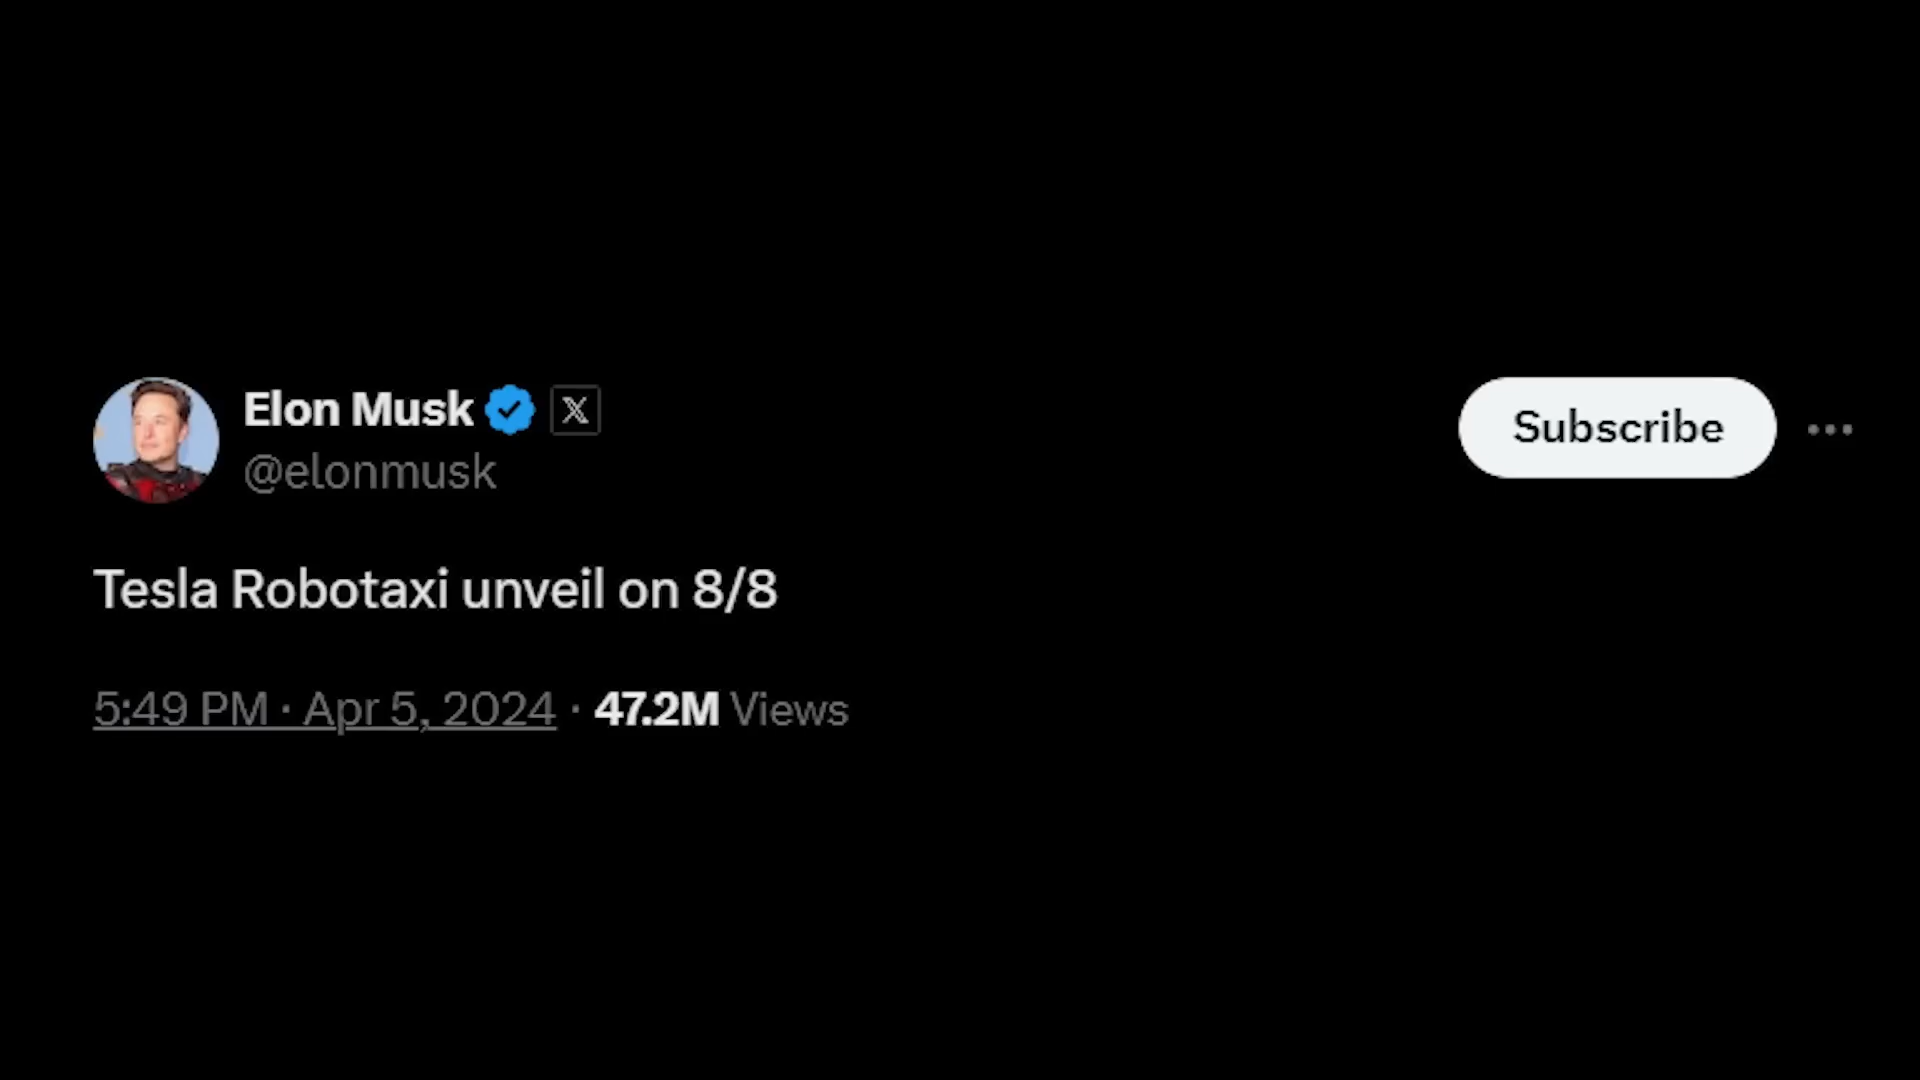 Elon Musk
@elonmusk
Subscribe
Tesla Robotaxi unveil on 8/8
5:49 PM · Apr 5, 2024 · 47.2M Views